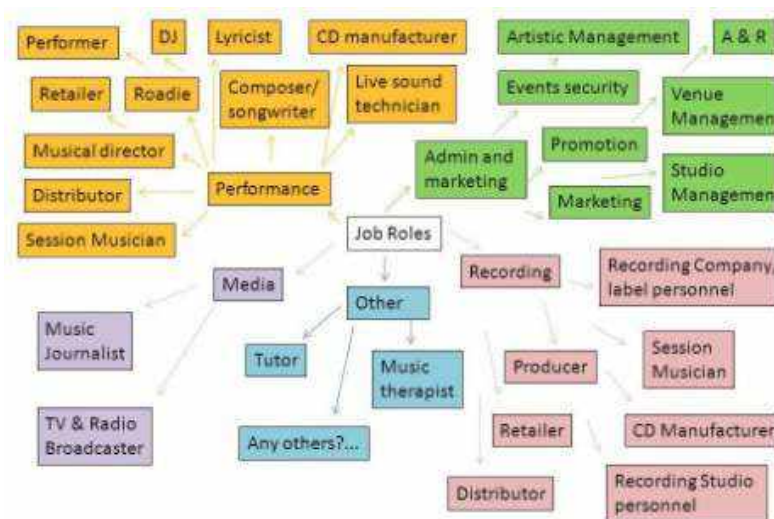 Performer
DJ
Lyricist
CD manufacturer
Artistic Management
A & R
Retailer
Roadie
Composer/
songwriter
Live sound
technician
Events security
Venue
Management
Musical director
Admin and
marketing
Promotion
Distributor
Performance
Marketing
Studio
Management
Session Musician
Job Roles
Media
Other
Recording
Recording Company,
label personnel
Music
Journalist
Tutor
Music
therapist
Producer
Session
Musician
TV & Radio
Broadcaster
Any others?...
Retailer
CD Manufacturer
Distributor
Recording Studio
personnel